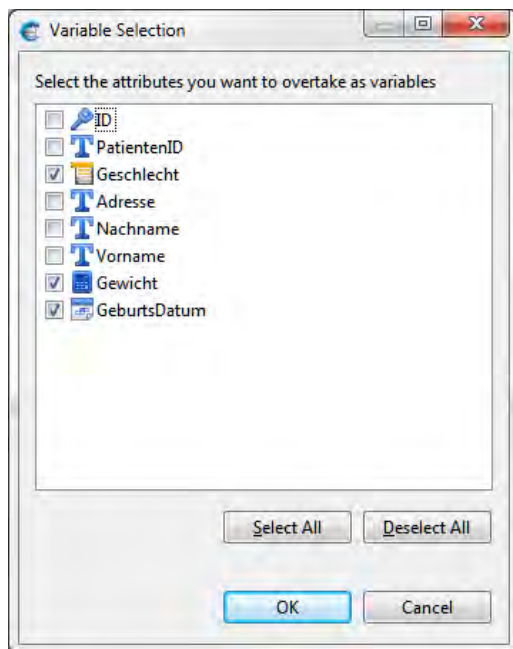 Variable Selection
Select the attributes you want to overtake as variables
ID
PatientenID
Geschlecht
Adresse
Nachname
Vorname
Gewicht
GeburtsDatum
Select All
Deselect All
OK
Cancel